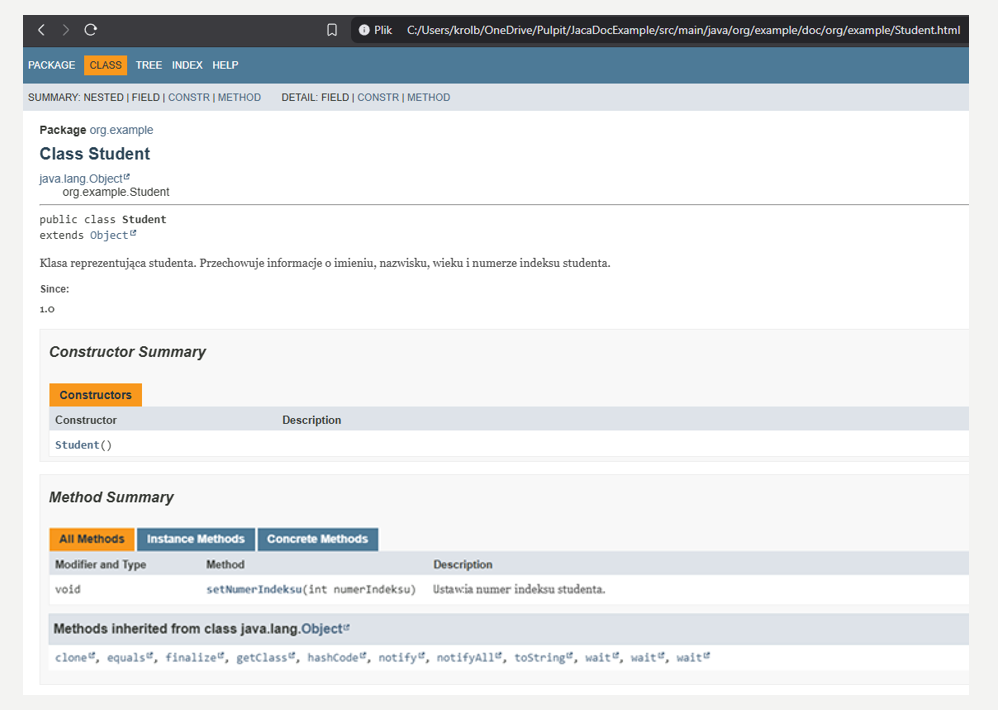 Plik C:/Users/krolb/OneDrive/Pulpit/JacaDocExample/src/main/java/org/example/doc/org/example/Student.html
PACKAGE CLASS TREE INDEX HELP
SUMMARY: NESTED | FIELD | CONSTR | METHOD DETAIL: FIELD | CONSTR | METHOD
Package org.example
Class Student
java.lang.Object
org.example.Student
public class Student
extends Object
Klasa reprezentująca studenta. Przechowuje informacje o imieniu, nazwisku, wieku i numerze indeksu studenta.
Since:
1.0
Constructor Summary
Constructors
Constructor Description
Student()
Method Summary
All Methods Instance Methods Concrete Methods
Modifier and Type Method Description
void setNumerIndeksu(int numerIndeksu) Ustawia numer indeksu studenta.
Methods inherited from class java.lang.Object
clone, equals, finalize, getClass, hashCode, notify, notifyAll, toString, wait, wait, wait